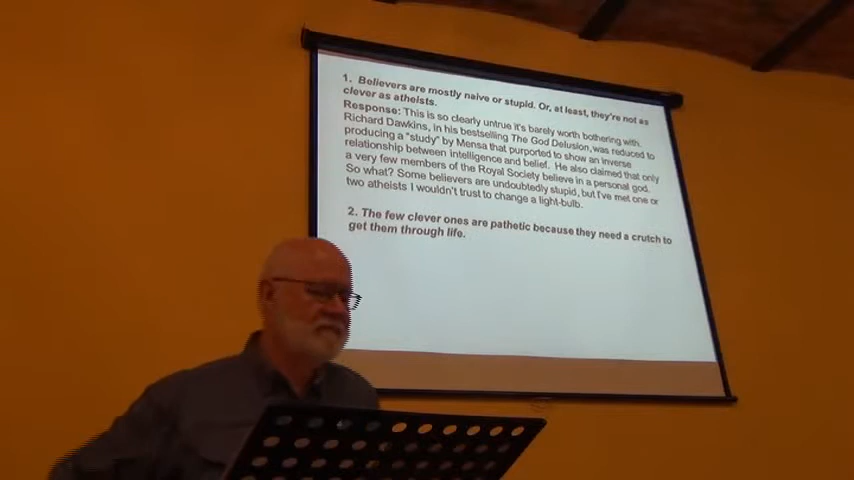 1. Believers are mostly naive or stupid. Or, at least, they're not as
clever as atheists.
Response: This is so clearly untrue it's barely worth bothering with.
Richard Dawkins, in his bestselling The God Delusion, was reduced to
producing a "study" by Mensa that purported to show an inverse
relationship between intelligence and belief. He also claimed that only
a very few members of the Royal Society believe in a personal god.
So what? Some believers are undoubtedly stupid, but I've met one or
two atheists I wouldn't trust to change a light-bulb.
2. The few clever ones are pathetic because they need a crutch to
get them through life.